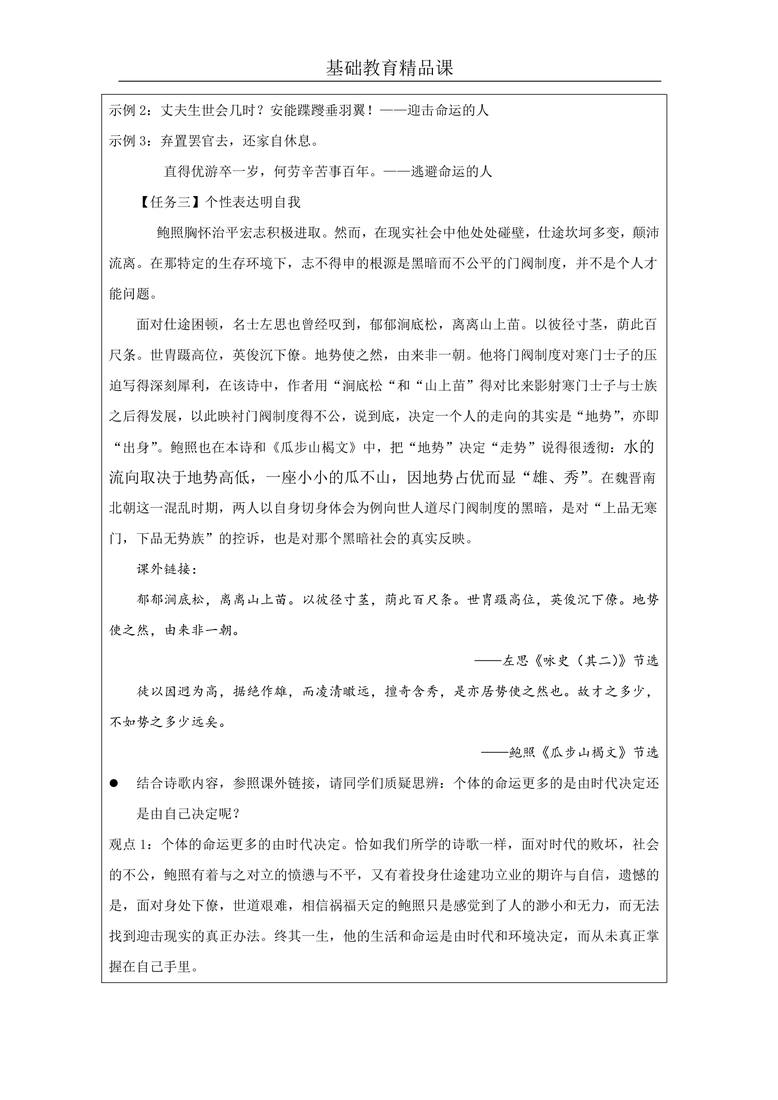 基础教育精品课
示例 2：丈夫生世会几时？安能蹀躞垂羽翼！——迎击命运的人
示例 3：弃置罢官去，还家自休息。
直得优游卒一岁，何劳辛苦事百年。——逃避命运的人
【任务三】个性表达明自我
鲍照胸怀治平宏志积极进取。然而，在现实社会中他处处碰壁，仕途坎坷多变，颠沛
流离。在那特定的生存环境下，志不得申的根源是黑暗而不公平的门阀制度，并不是个人才
能问题。
面对仕途困顿，名士左思也曾经叹到，郁郁涧底松，离离山上苗。以彼径寸茎，荫此百
尺条。世胄蹑高位，英俊沉下僚。地势使之然，由来非一朝。他将门阀制度对寒门士子的压
迫写得深刻犀利，在该诗中，作者用“涧底松“和“山上苗”得对比来影射寒门士子与士族
之后得发展，以此映衬门阀制度得不公，说到底，决定一个人的走向的其实是“地势”，亦即
“出身”。鲍照也在本诗和《瓜步山楬文》中，把“地势”决定“走势”说得很透彻：水的
流向取决于地势高低，一座小小的瓜不山，因地势占优而显“雄、秀”。在魏晋南
北朝这一混乱时期，两人以自身切身体会为例向世人道尽门阀制度的黑暗，是对“上品无寒
门，下品无势族”的控诉，也是对那个黑暗社会的真实反映。
课外链接：
郁郁涧底松，离离山上苗。以彼径寸茎，荫此百尺条。世胄蹑高位，英俊沉下僚。地势
使之然，由来非一朝。
——左思《咏史（其二）》节选
徒以因迥为高，据绝作雄，而凌清瞰远，擅奇含秀，是亦居势使之然也。故才之多少，
不如势之多少远矣。
——鲍照《瓜步山楬文》节选
● 结合诗歌内容，参照课外链接，请同学们质疑思辨：个体的命运更多的是由时代决定还
是由自己决定呢？
观点 1：个体的命运更多的由时代决定。恰如我们所学的诗歌一样，面对时代的败坏，社会
的不公，鲍照有着与之对立的愤懑与不平，又有着投身仕途建功立业的期许与自信，遗憾的
是，面对身处下僚，世道艰难，相信祸福天定的鲍照只是感觉到了人的渺小和无力，而无法
找到迎击现实的真正办法。终其一生，他的生活和命运是由时代和环境决定，而从未真正掌
握在自己手里。